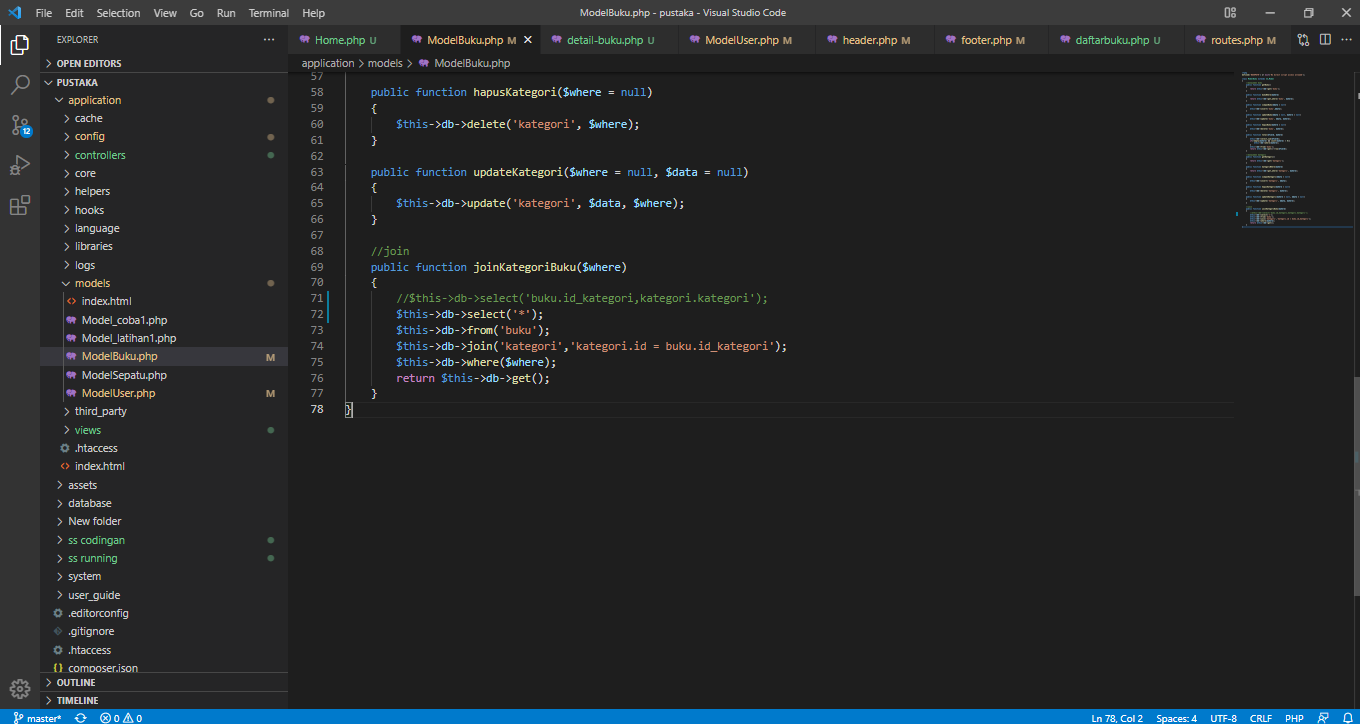 File Edit Selection View Go Run Terminal Help ModelBuku.php - pustaka - Visual Studio Code
EXPLORER ···
Home.php U ModelBuku.php M detail-buku.php U ModelUser.php M header.php M footer.php M daftarbuku.php U routes.php M ···
application > models > ModelBuku.php
OPEN EDITORS
PUSTAKA
application
cache
config
controllers
core
helpers
hooks
language
libraries
logs
models
index.html
Model_coba1.php
Model_latihan1.php
ModelBuku.php M
ModelSepatu.php
ModelUser.php M
third_party
views
.htaccess
index.html
assets
database
New folder
ss codingan
ss running
system
user_guide
.editorconfig
.gitignore
.htaccess
{} composer.json
OUTLINE
TIMELINE
12
57
58 public function hapusKategori($where = null)
59 {
60 $this->db->delete('kategori', $where);
61 }
62
63 public function updateKategori($where = null, $data = null)
64 {
65 $this->db->update('kategori', $data, $where);
66 }
67
68 //join
69 public function joinKategoriBuku($where)
70 {
71 //$this->db->select('buku.id_kategori,kategori.kategori');
72 $this->db->select('*');
73 $this->db->from('buku');
74 $this->db->join('kategori','kategori.id = buku.id_kategori');
75 $this->db->where($where);
76 return $this->db->get();
77 }
78 }
master* 0 0 Ln 78, Col 2 Spaces: 4 UTF-8 CRLF PHP